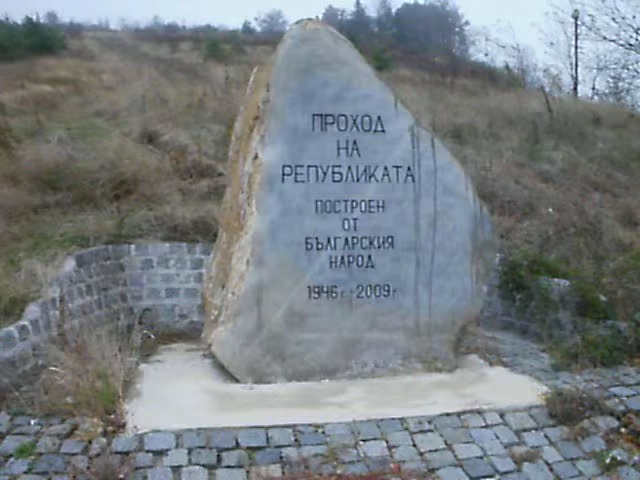 ПРОХОД
НА
РЕПУБЛИКАТА
ПОСТРОЕН
ОТ
БЪЛГАРСКИЯ
НАРОД
1946г.-2009г